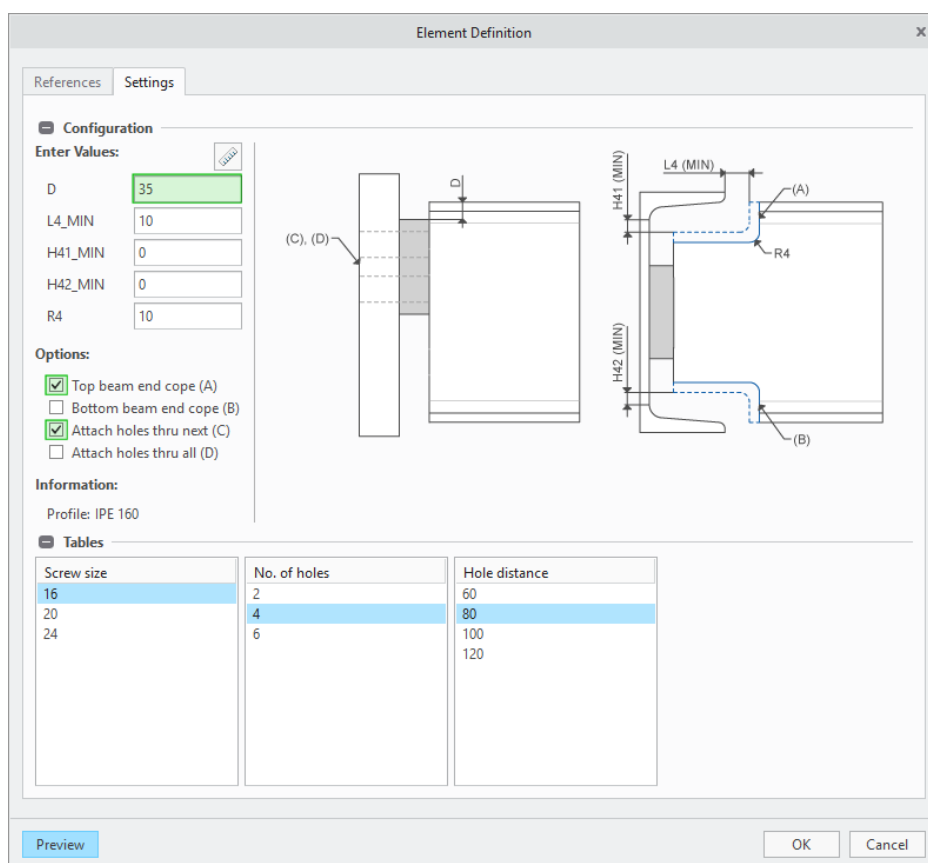 Element Definition
x
References
Settings
Configuration
Enter Values:
D
35
L4_MIN
10
H41_MIN
0
H42_MIN
0
R4
10
Options:
Top beam end cope (A)
Bottom beam end cope (B)
Attach holes thru next (C)
Attach holes thru all (D)
Information:
Profile: IPE 160
D
(C), (D)
L4 (MIN)
H41 (MIN)
(A)
R4
H42 (MIN)
(B)
Tables
Screw size
16
20
24
No. of holes
2
4
6
Hole distance
60
80
100
120
Preview
OK
Cancel